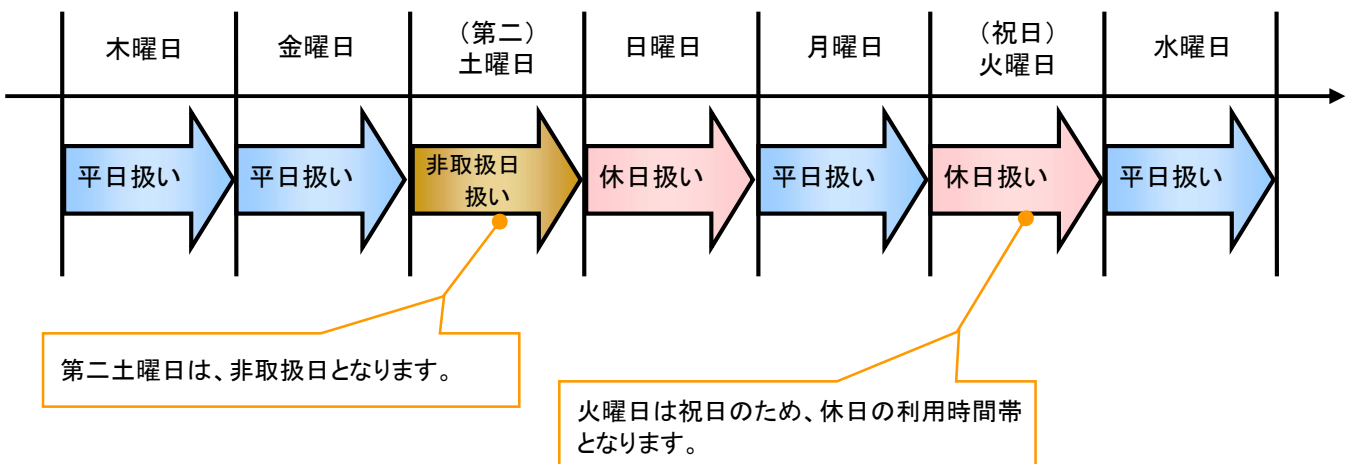 木曜日
金曜日
（第二）
土曜日
日曜日
月曜日
（祝日）
火曜日
水曜日
平日扱い
平日扱い
非取扱日
扱い
休日扱い
平日扱い
休日扱い
平日扱い
第二土曜日は、非取扱日となります。
火曜日は祝日のため、休日の利用時間帯
となります。